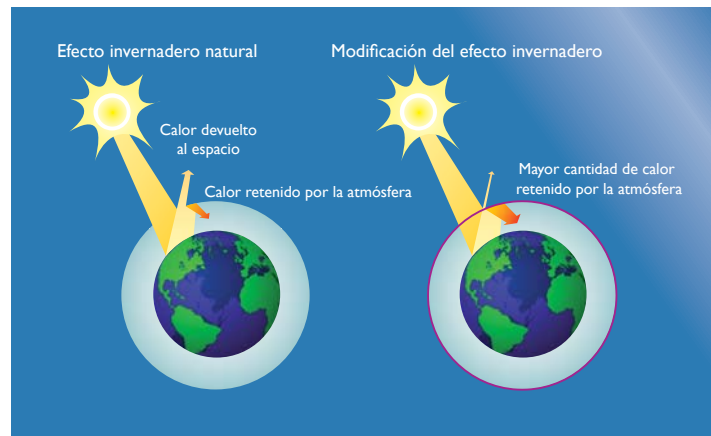 Efecto invernadero natural
Calor devuelto
al espacio
Calor retenido por la atmósfera
Modificación del efecto invernadero
Mayor cantidad de calor
retenido por la atmósfera